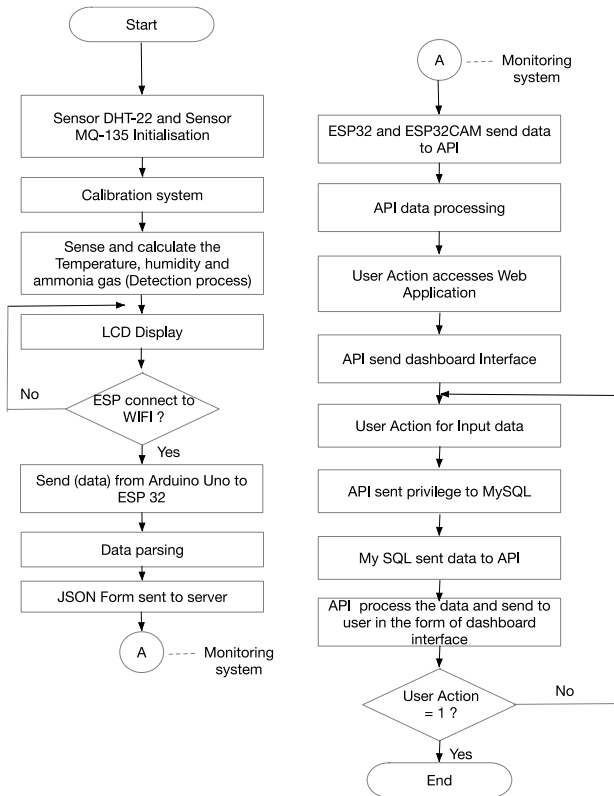 Start
Sensor DHT-22 and Sensor
MQ-135 Initialisation
Calibration system
Sense and calculate the
Temperature, humidity and
ammonia gas (Detection process)
LCD Display
No
ESP connect to
WIFI ?
Yes
Send (data) from Arduino Uno to
ESP 32
Data parsing
JSON Form sent to server
A
Monitoring
system
A
Monitoring
system
ESP32 and ESP32CAM send data
to API
API data processing
User Action accesses Web
Application
API send dashboard Interface
User Action for Input data
API sent privilege to MySQL
My SQL sent data to API
API process the data and send to
user in the form of dashboard
interface
User Action
= 1 ?
No
Yes
End